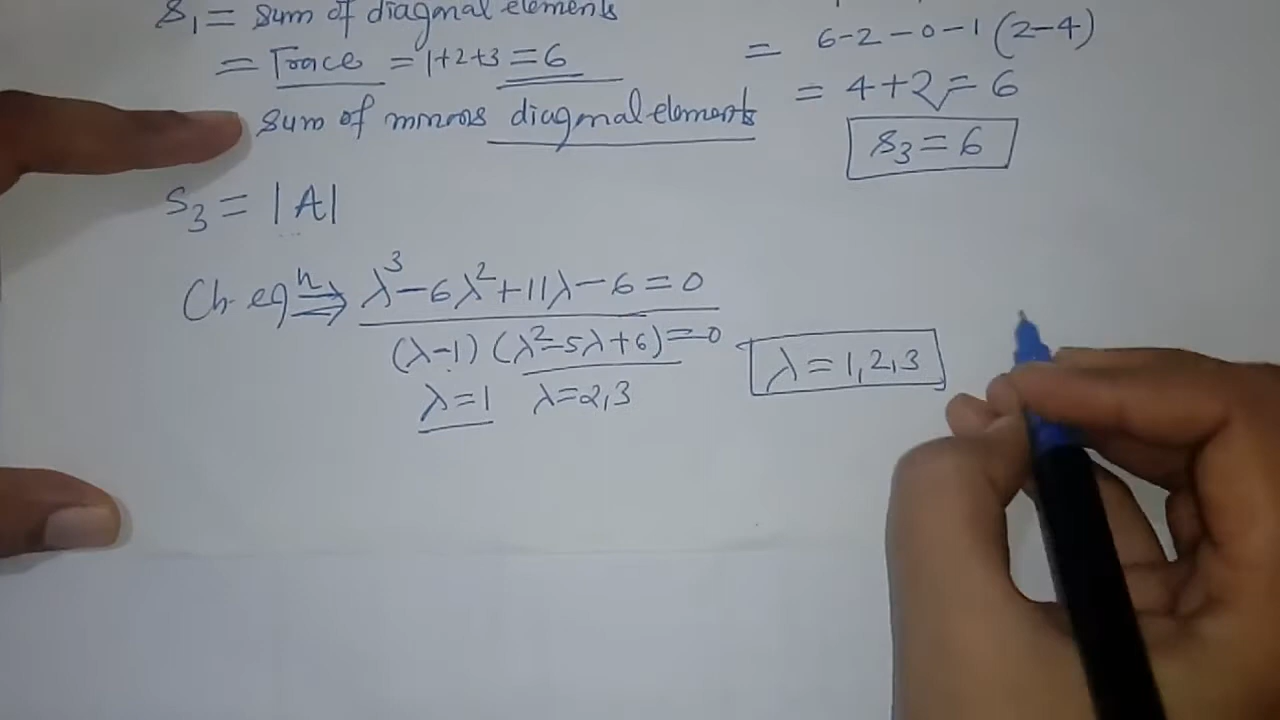 S₁ = sum of diagonal elements
= Trace = 1+2+3 = 6
sum of minors diagonal elements
S₃ = |A|
= 6-2-0-1(2-4)
= 4+2 = 6
S₃ = 6
Ch. eqⁿ ⇒ λ³-6λ²+11λ-6=0
(λ-1)(λ²-5λ+6)=0
λ=1 λ=2,3
λ=1,2,3